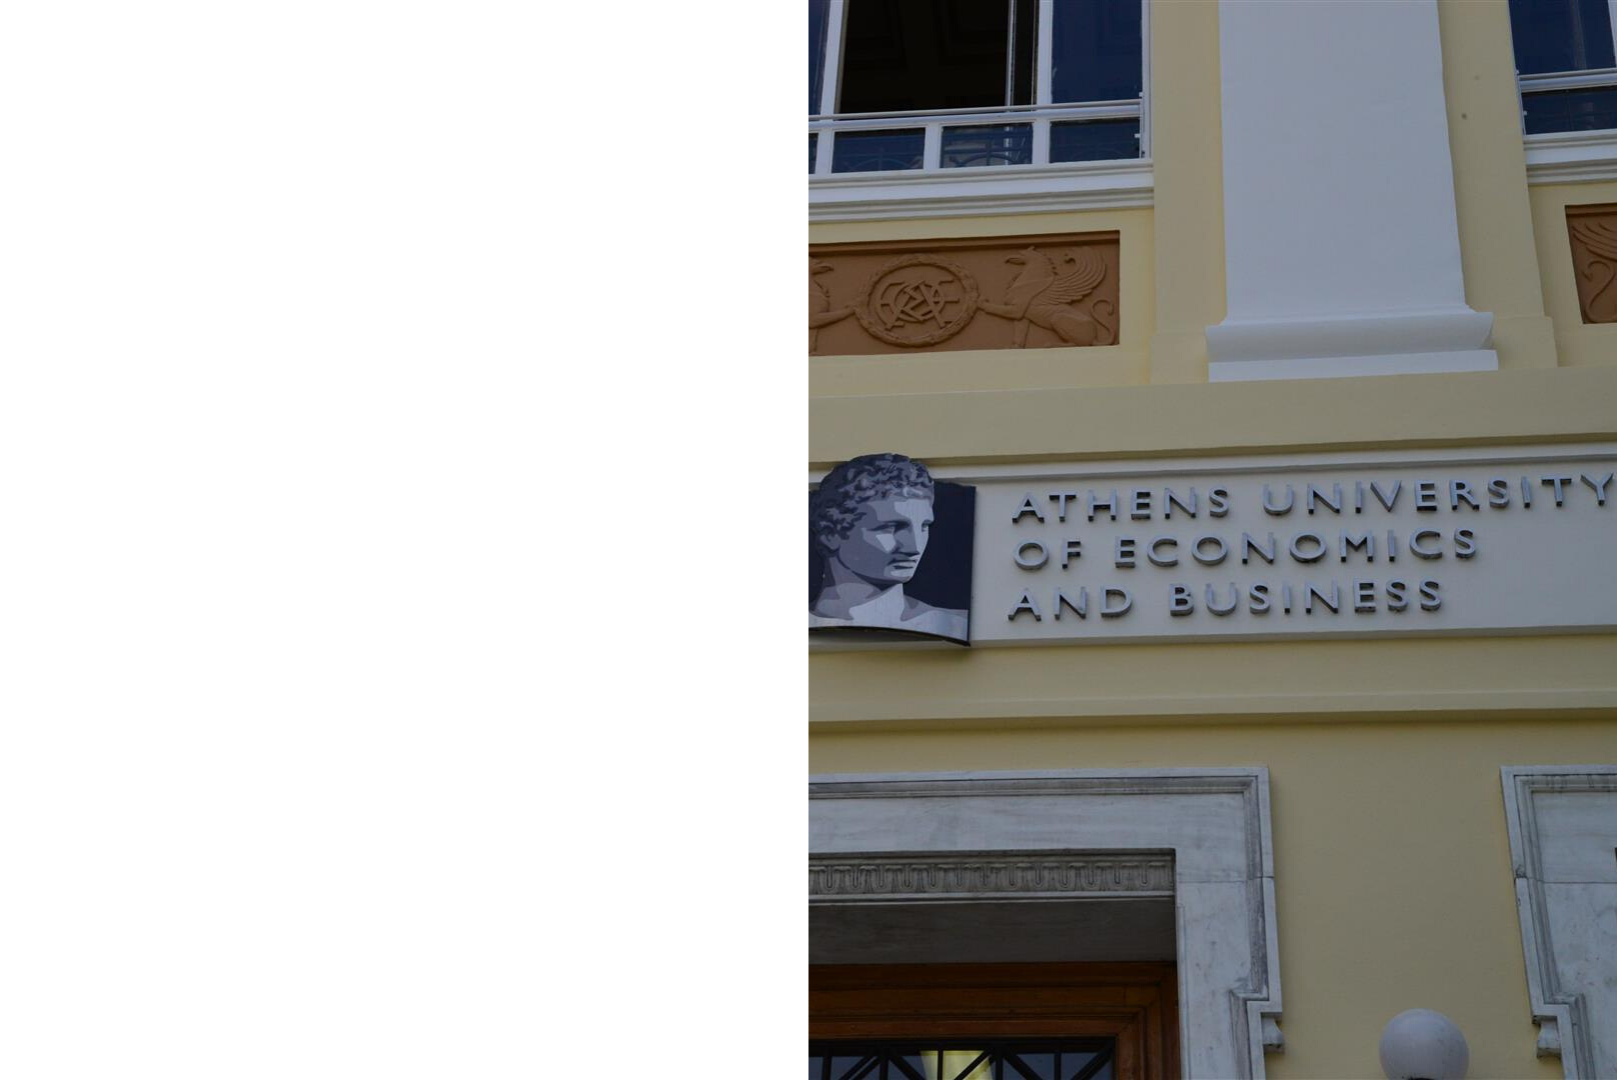 ATHENS UNIVERSITY
OF ECONOMICS
AND BUSINESS